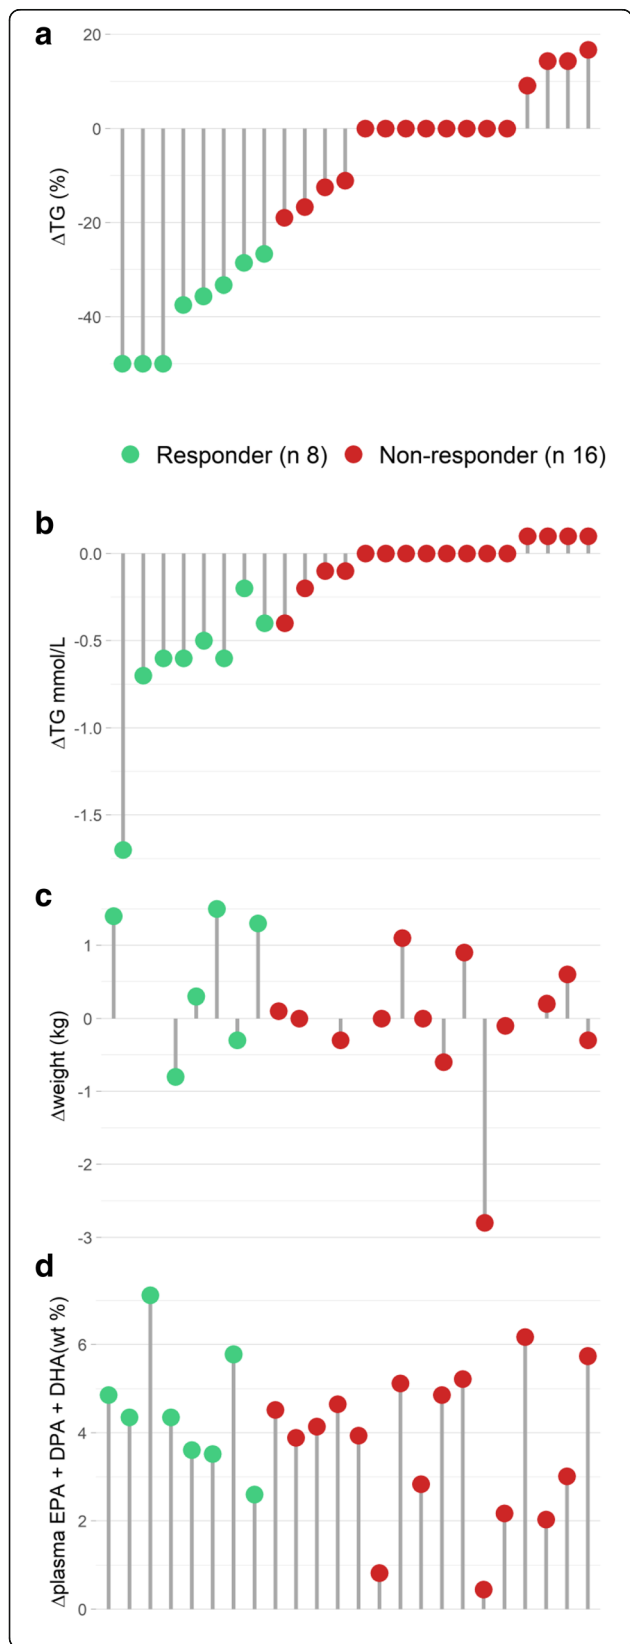 a
20
0
-20
-40
ΔTG (%)
Responder (n 8) Non-responder (n 16)
b
0.0
-0.5
-1.0
-1.5
ΔTG mmol/L
c
1
0
-1
-2
-3
Δweight (kg)
d
6
4
2
0
Δplasma EPA + DPA + DHA(wt %)